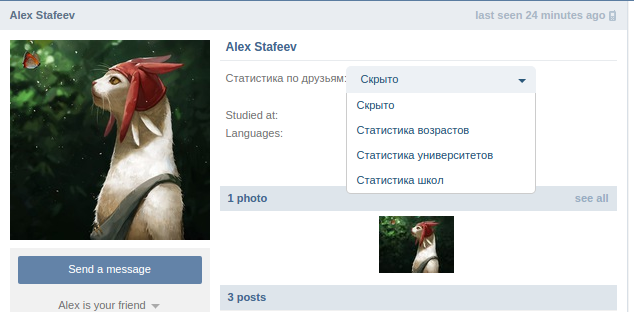 Alex Stafeev
last seen 24 minutes ago
Alex Stafeev
Статистика по друзьям:
Скрыто
Скрыто
Статистика возрастов
Статистика университетов
Статистика школ
Studied at:
Languages:
1 photo
see all
Send a message
Alex is your friend
3 posts